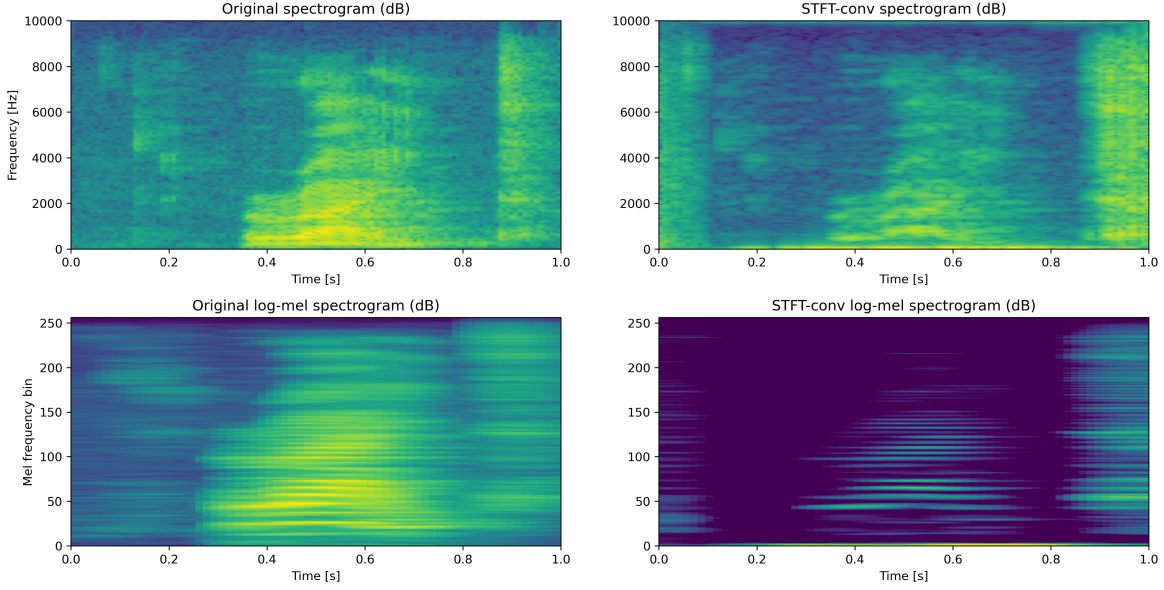 Original spectrogram (dB)
10000
8000
6000
4000
2000
0
Frequency [Hz]
0.0 0.2 0.4 0.6 0.8 1.0
Time [s]
STFT-conv spectrogram (dB)
10000
8000
6000
4000
2000
0
0.0 0.2 0.4 0.6 0.8 1.0
Time [s]
Original log-mel spectrogram (dB)
250
200
150
100
50
0
Mel frequency bin
0.0 0.2 0.4 0.6 0.8 1.0
Time [s]
STFT-conv log-mel spectrogram (dB)
250
200
150
100
50
0
0.0 0.2 0.4 0.6 0.8 1.0
Time [s]